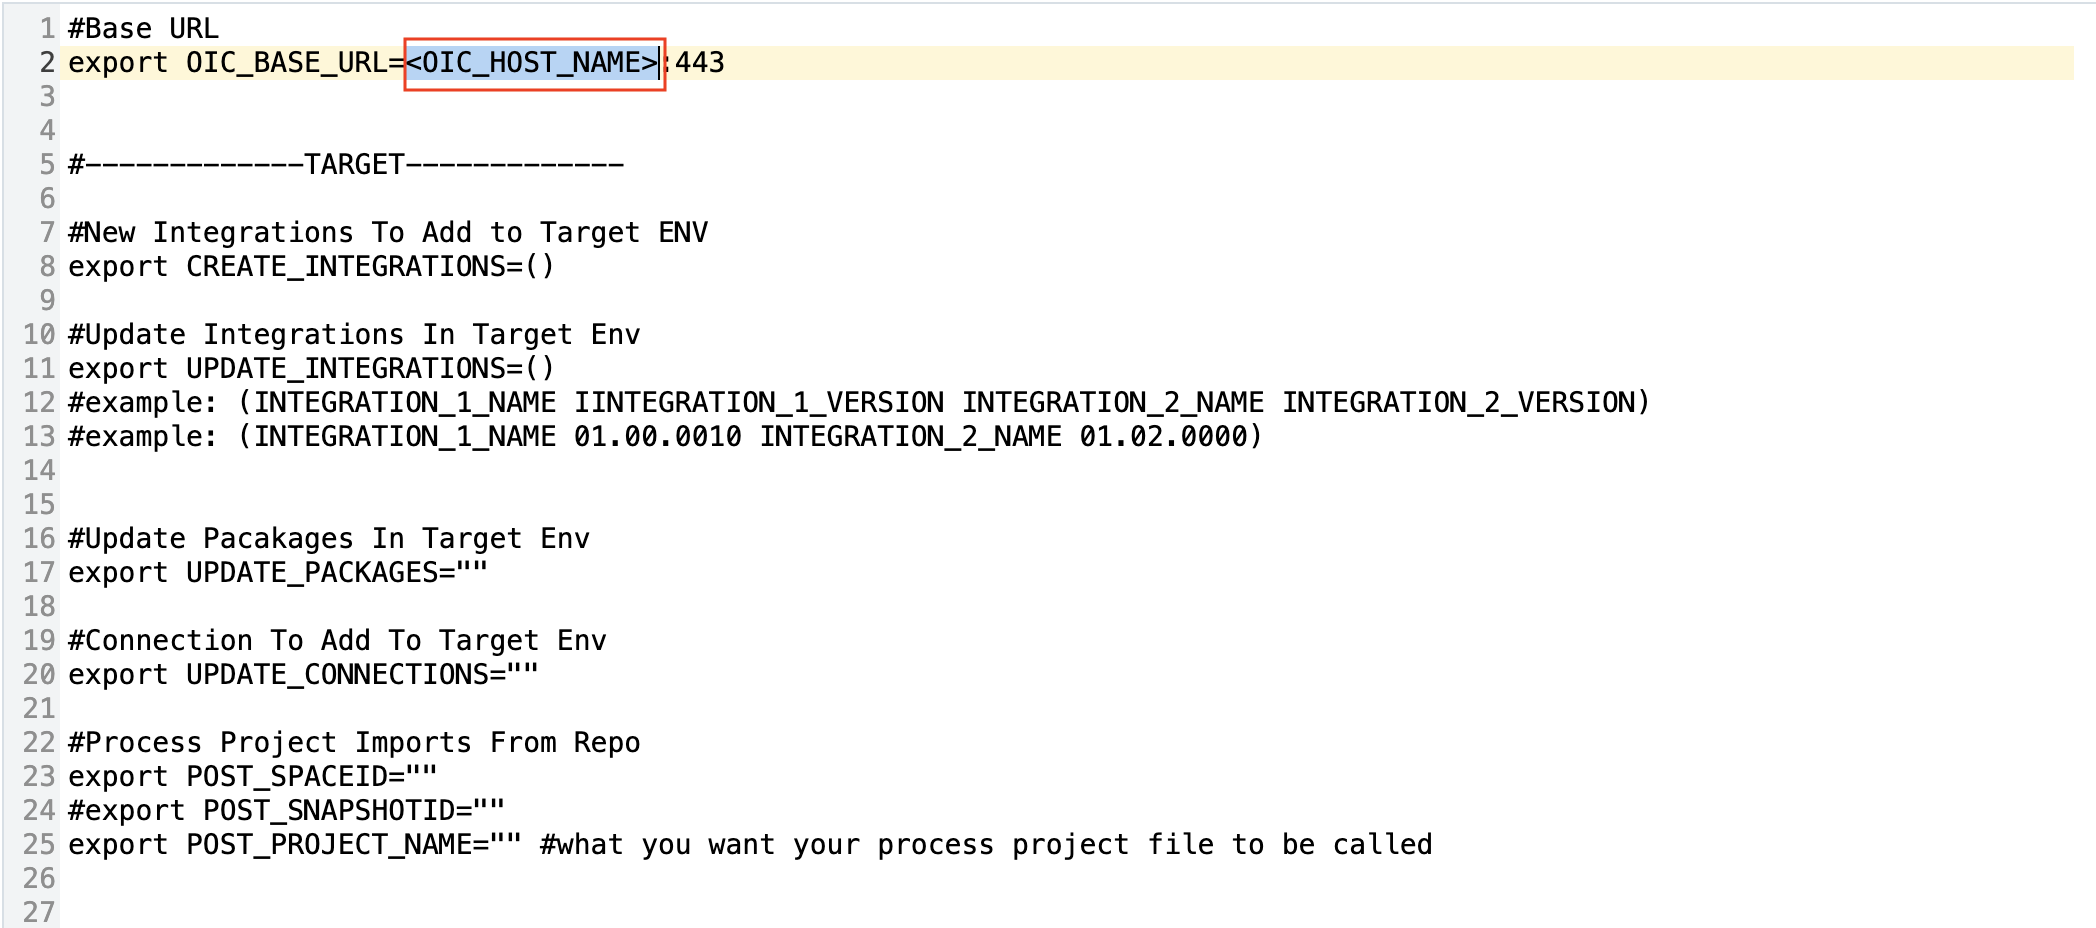 1 #Base URL
2 export OIC_BASE_URL=<OIC_HOST_NAME>:443
3
4
5 #-------------TARGET-------------
6
7 #New Integrations To Add to Target ENV
8 export CREATE_INTEGRATIONS=()
9
10 #Update Integrations In Target Env
11 export UPDATE_INTEGRATIONS=()
12 #example: (INTEGRATION_1_NAME IINTEGRATION_1_VERSION INTEGRATION_2_NAME INTEGRATION_2_VERSION)
13 #example: (INTEGRATION_1_NAME 01.00.0010 INTEGRATION_2_NAME 01.02.0000)
14
15
16 #Update Pacakages In Target Env
17 export UPDATE_PACKAGES=""
18
19 #Connection To Add To Target Env
20 export UPDATE_CONNECTIONS=""
21
22 #Process Project Imports From Repo
23 export POST_SPACEID=""
24 #export POST_SNAPSHOTID=""
25 export POST_PROJECT_NAME="" #what you want your process project file to be called
26
27